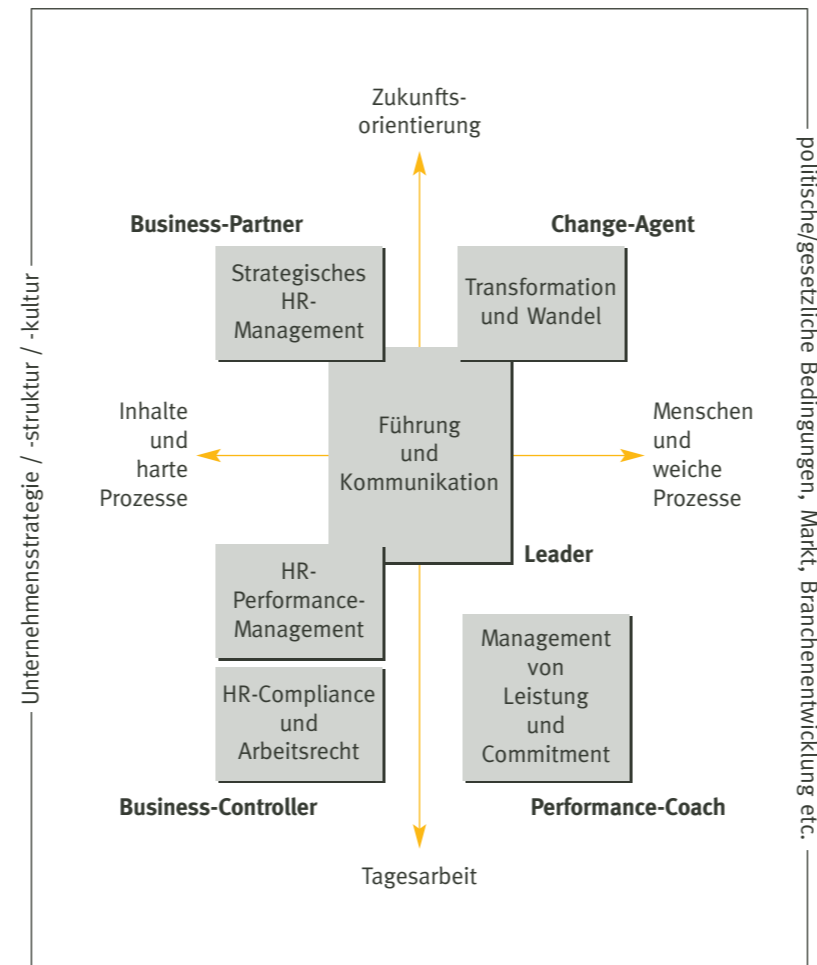 Zukunfts-
orientierung
Business-Partner
Change-Agent
Strategisches
HR-
Management
Transformation
und Wandel
Unternehmensstrategie / -struktur / -kultur
politische/gesetzliche Bedingungen, Markt, Branchenentwicklung etc.
Inhalte
und
harte
Prozesse
Führung
und
Kommunikation
Menschen
und
weiche
Prozesse
Leader
HR-
Performance-
Management
HR-Compliance
und
Arbeitsrecht
Management
von
Leistung
und
Commitment
Business-Controller
Performance-Coach
Tagesarbeit